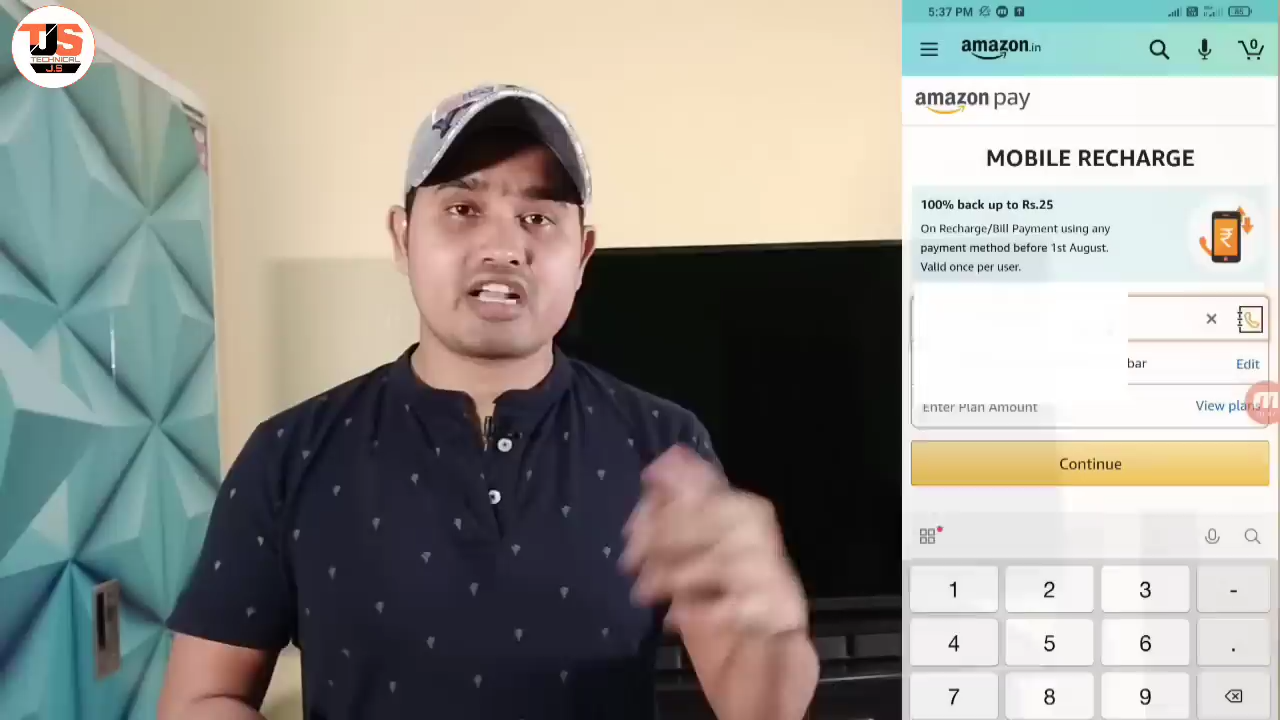 TJS
TECHNICAL
J.S
5:37 PM
amazon.in
0
amazon pay
MOBILE RECHARGE
100% back up to Rs.25
On Recharge/Bill Payment using any
payment method before 1st August.
Valid once per user.
bar
Edit
Enter Plan Amount
View plans
Continue
1 2 3 -
4 5 6 .
7 8 9